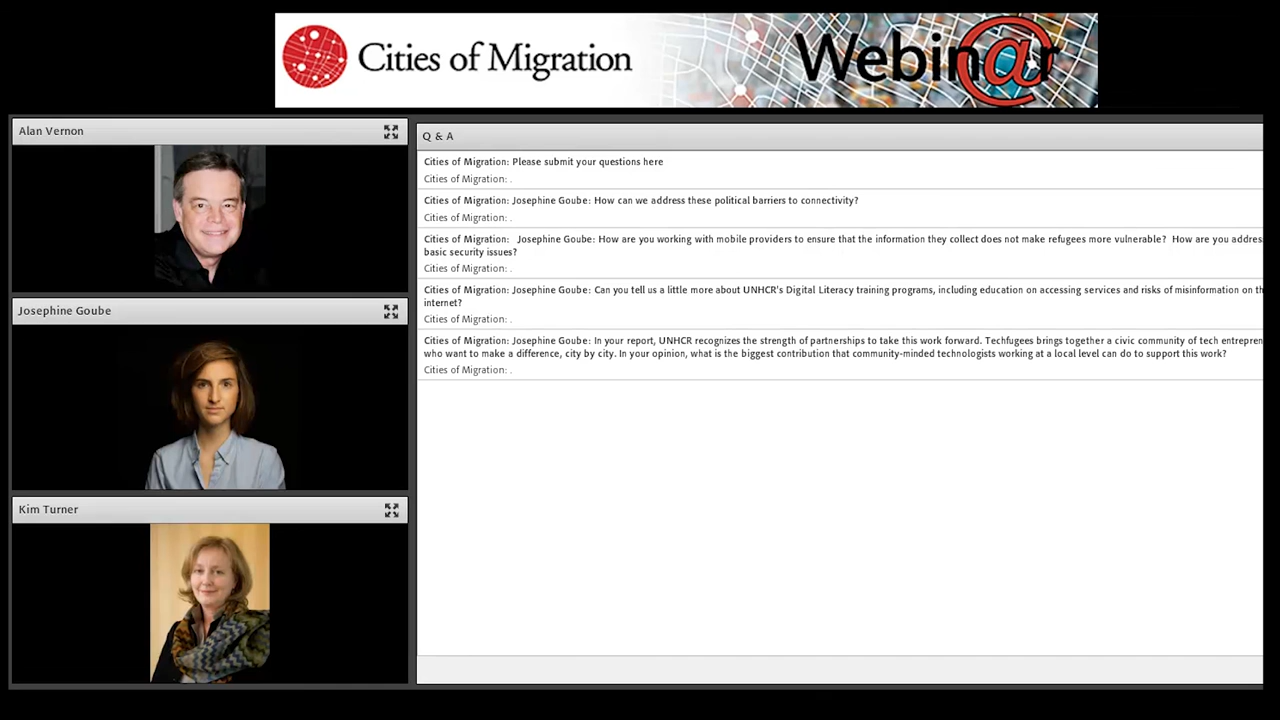 Cities of Migration
Webin@r
Alan Vernon
Josephine Goube
Kim Turner
Q & A
Cities of Migration: Please submit your questions here
Cities of Migration: .
Cities of Migration: Josephine Goube: How can we address these political barriers to connectivity?
Cities of Migration: .
Cities of Migration:   Josephine Goube: How are you working with mobile providers to ensure that the information they collect does not make refugees more vulnerable?  How are you addres
basic security issues?
Cities of Migration: .
Cities of Migration: Josephine Goube: Can you tell us a little more about UNHCR's Digital Literacy training programs, including education on accessing services and risks of misinformation on th
internet?
Cities of Migration: .
Cities of Migration: Josephine Goube: In your report, UNHCR recognizes the strength of partnerships to take this work forward. Techfugees brings together a civic community of tech entrepren
who want to make a difference, city by city. In your opinion, what is the biggest contribution that community-minded technologists working at a local level can do to support this work?
Cities of Migration: .